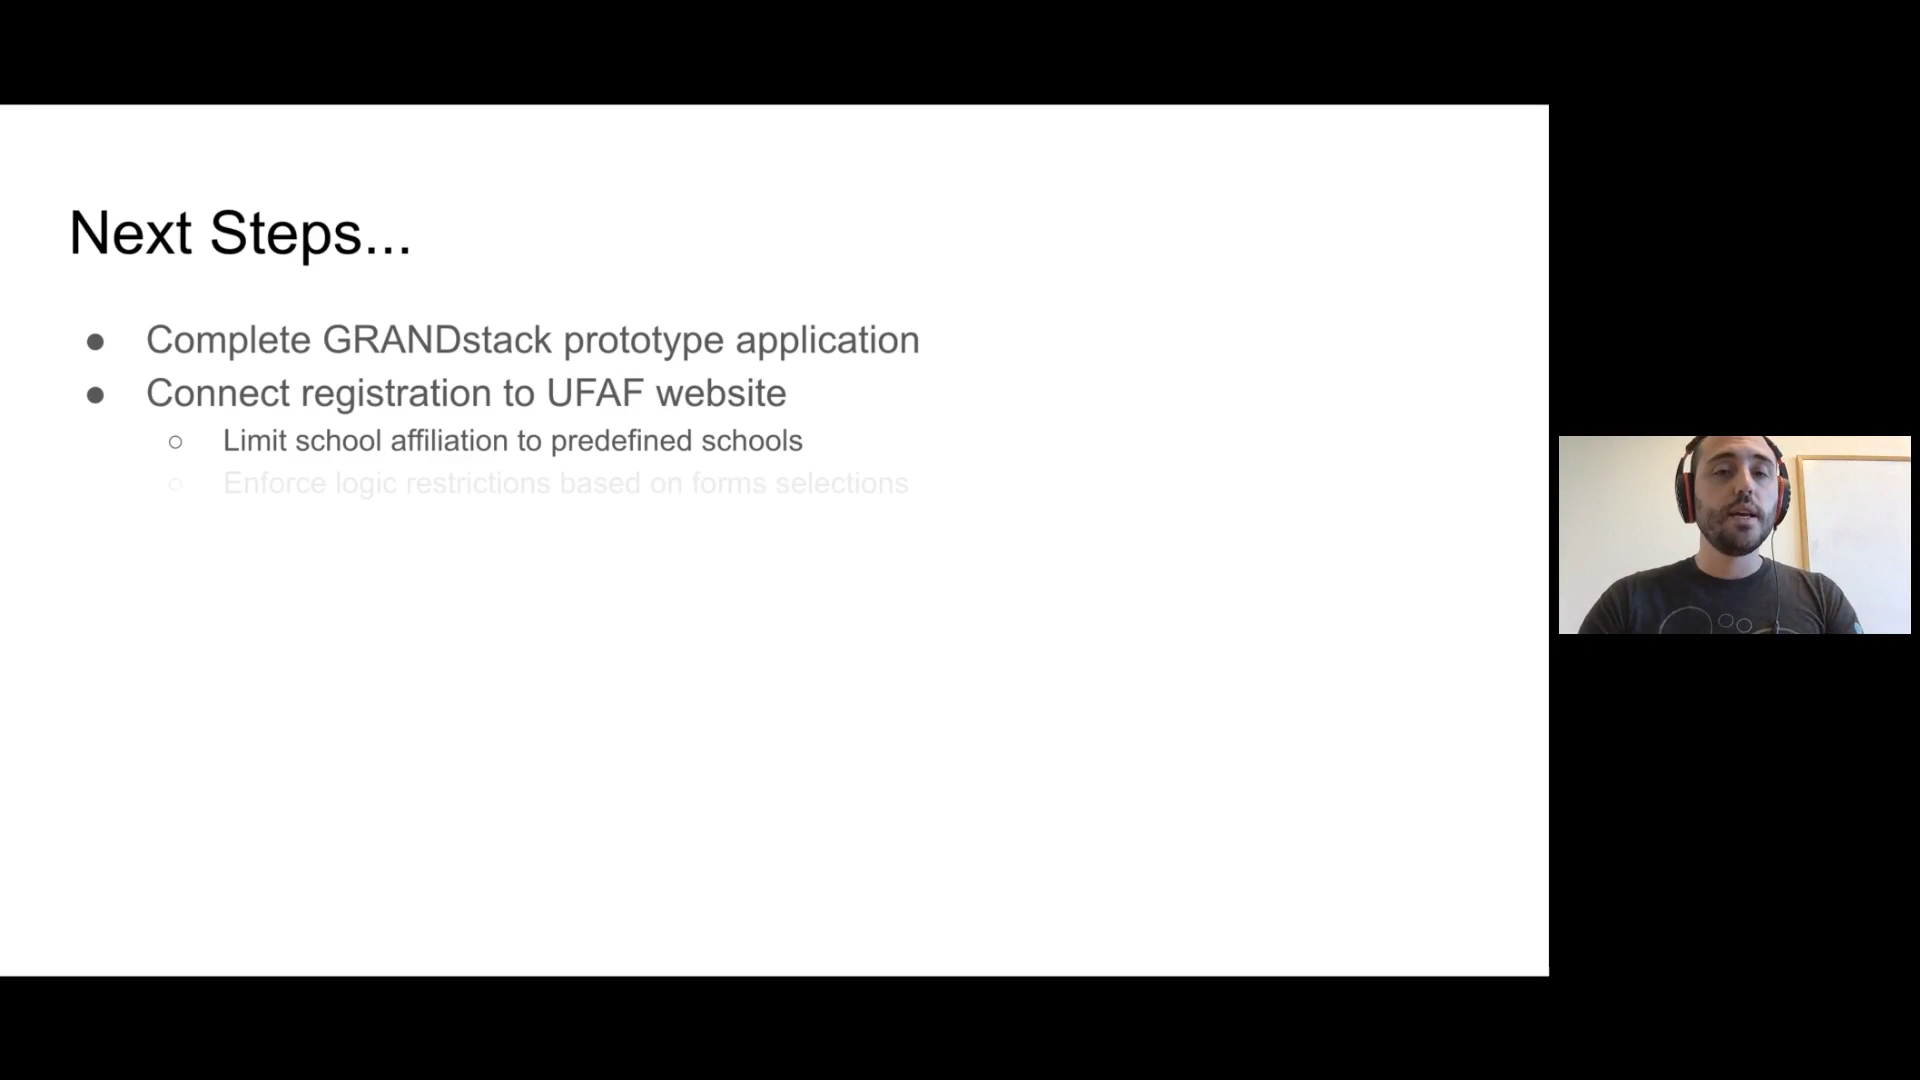 Next Steps...
● Complete GRANDstack prototype application
● Connect registration to UFAF website
○ Limit school affiliation to predefined schools
○ Enforce logic restrictions based on forms selections